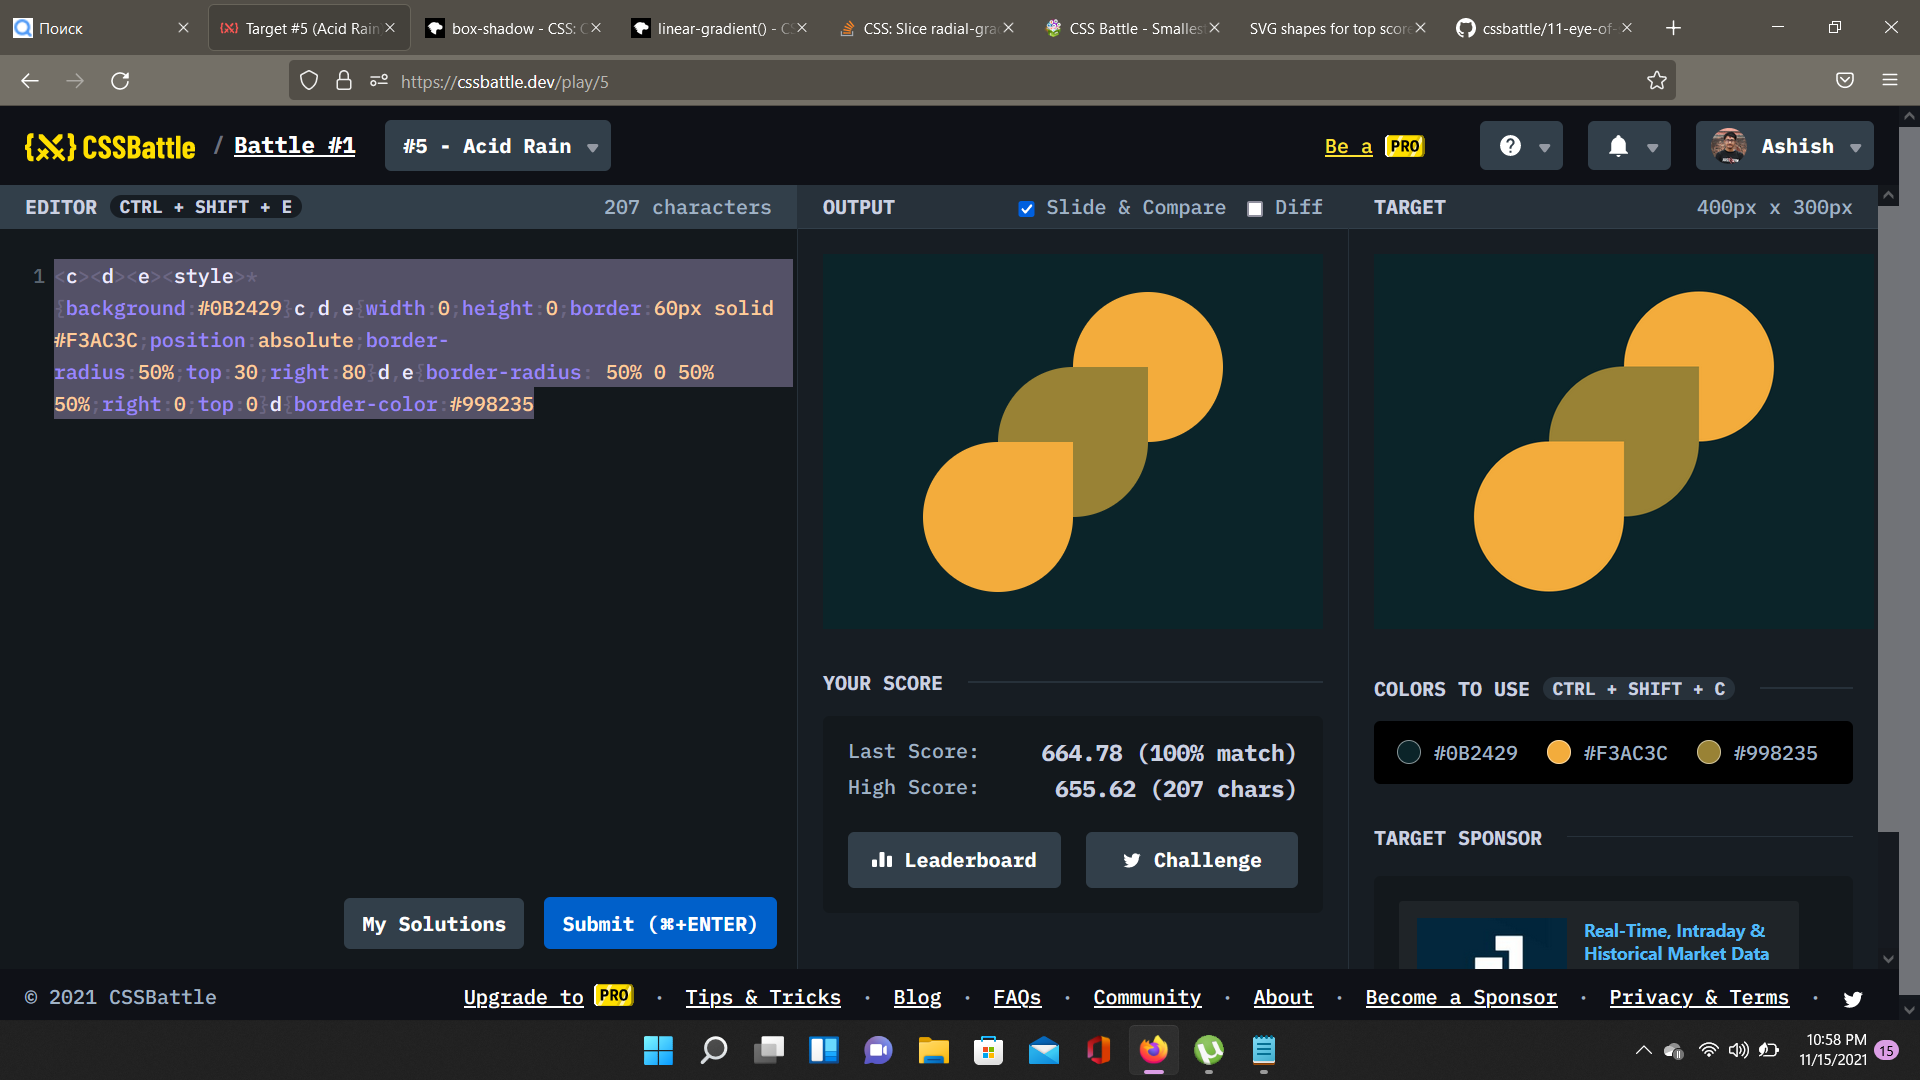 Поиск
Target #5 (Acid Rain)
box-shadow - CSS: C
linear-gradient() - CS
CSS: Slice radial-gra
CSS Battle - Smalles
SVG shapes for top score
cssbattle/11-eye-of-
https://cssbattle.dev/play/5
{X} CSSBattle / Battle #1
#5 - Acid Rain
Be a PRO
Ashish
EDITOR CTRL + SHIFT + E
207 characters
OUTPUT
Slide & Compare
Diff
TARGET
400px x 300px
1 <c><d><e><style>*
{background:#0B2429}c,d,e{width:0;height:0;border:60px solid
#F3AC3C;position:absolute;border-
radius:50%;top:30;right:80}d,e{border-radius: 50% 0 50%
50%;right:0;top:0}d{border-color:#998235
YOUR SCORE
Last Score: 664.78 (100% match)
High Score: 655.62 (207 chars)
Leaderboard
Challenge
COLORS TO USE CTRL + SHIFT + C
#0B2429 #F3AC3C #998235
TARGET SPONSOR
Real-Time, Intraday &
Historical Market Data
My Solutions
Submit (⌘+ENTER)
© 2021 CSSBattle
Upgrade to PRO · Tips & Tricks · Blog · FAQs · Community · About · Become a Sponsor · Privacy & Terms ·
10:58 PM
11/15/2021
15